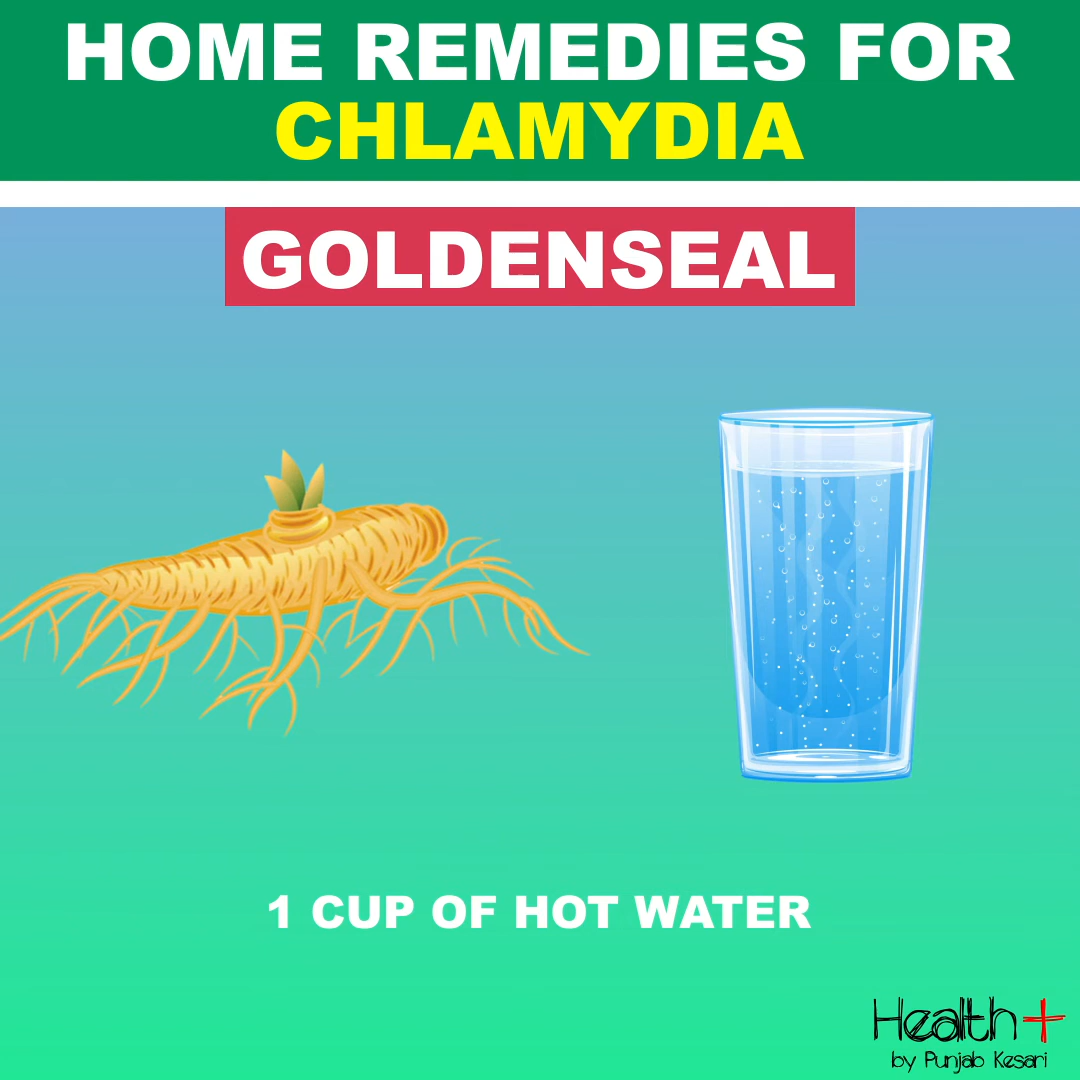 HOME REMEDIES FOR
CHLAMYDIA
GOLDENSEAL
1 CUP OF HOT WATER
Health+
by Punjab Kesari